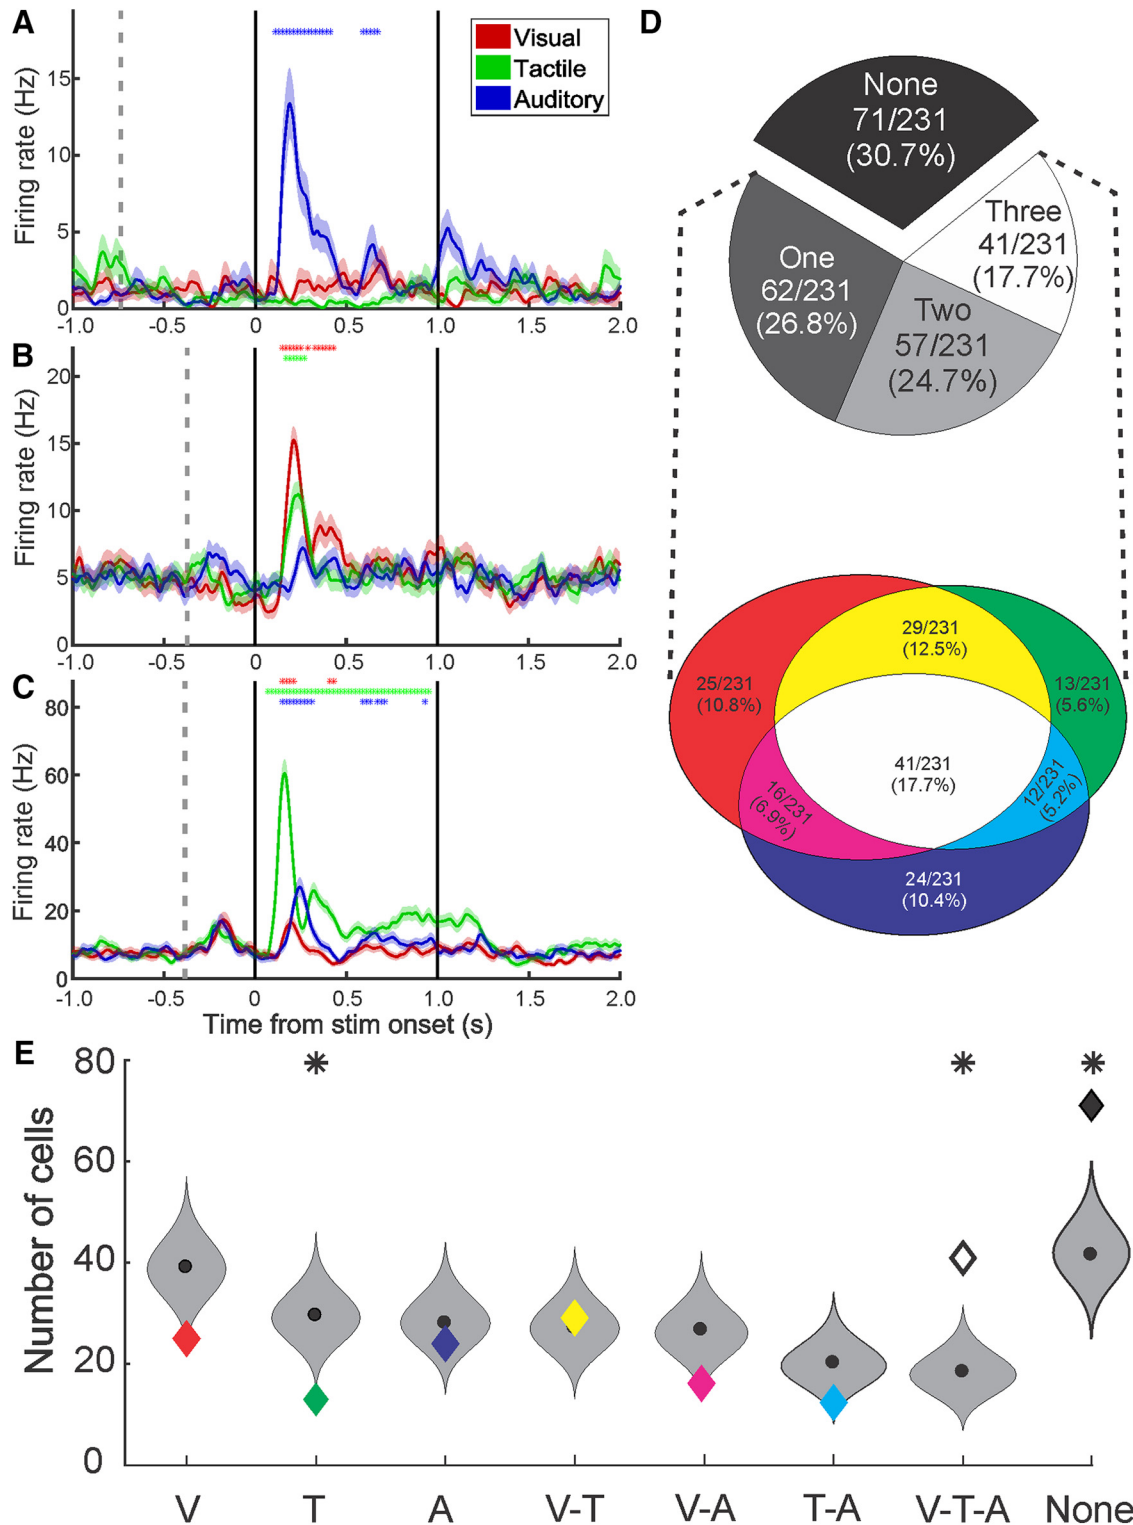 A
Firing rate (Hz)
15
10
5
0
-1.0 -0.5 0 0.5 1.0 1.5 2.0
Visual
Tactile
Auditory
B
Firing rate (Hz)
20
15
10
5
0
-1.0 -0.5 0 0.5 1.0 1.5 2.0
C
Firing rate (Hz)
80
60
40
20
0
-1.0 -0.5 0 0.5 1.0 1.5 2.0
Time from stim onset (s)
D
None
71/231
(30.7%)
Three
41/231
(17.7%)
One
62/231
(26.8%)
Two
57/231
(24.7%)
29/231
(12.5%)
25/231
(10.8%)
13/231
(5.6%)
41/231
(17.7%)
16/231
(6.9%)
12/231
(5.2%)
24/231
(10.4%)
E
Number of cells
80
60
40
20
0
V T A V-T V-A T-A V-T-A None